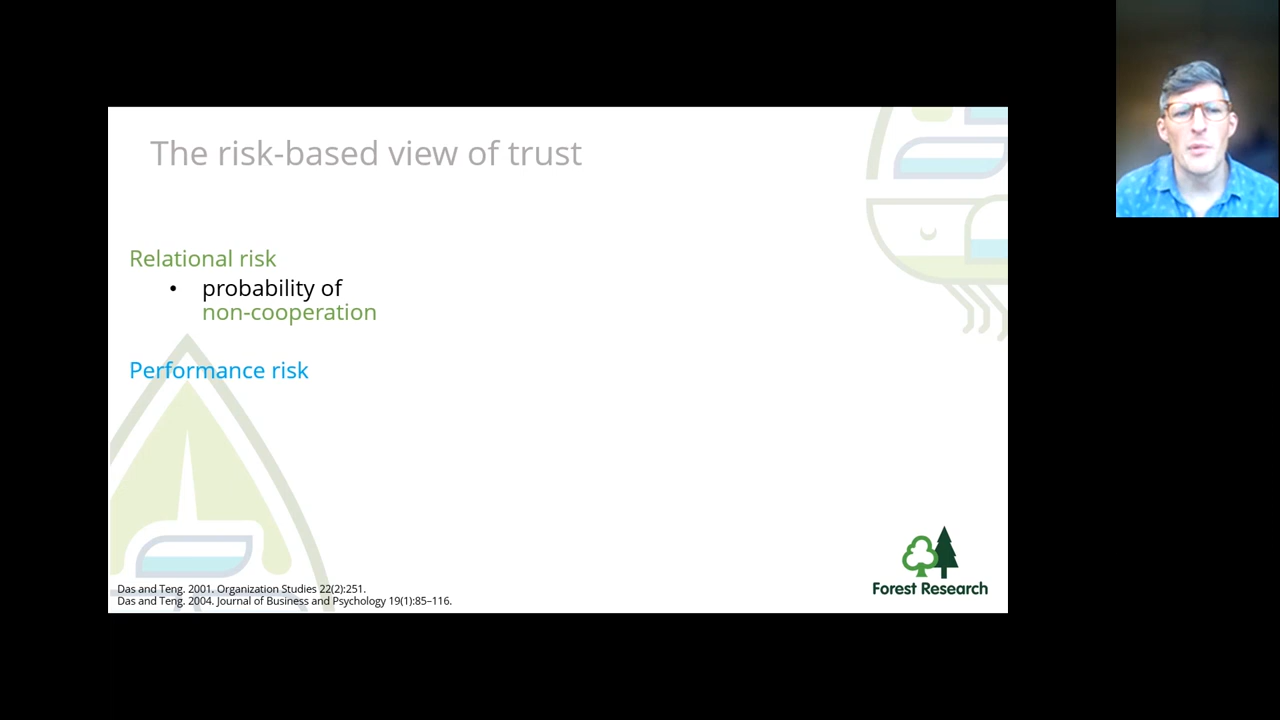 The risk-based view of trust
Relational risk
• probability of
non-cooperation
Performance risk
Das and Teng. 2001. Organization Studies 22(2):251.
Das and Teng. 2004. Journal of Business and Psychology 19(1):85–116.
Forest Research